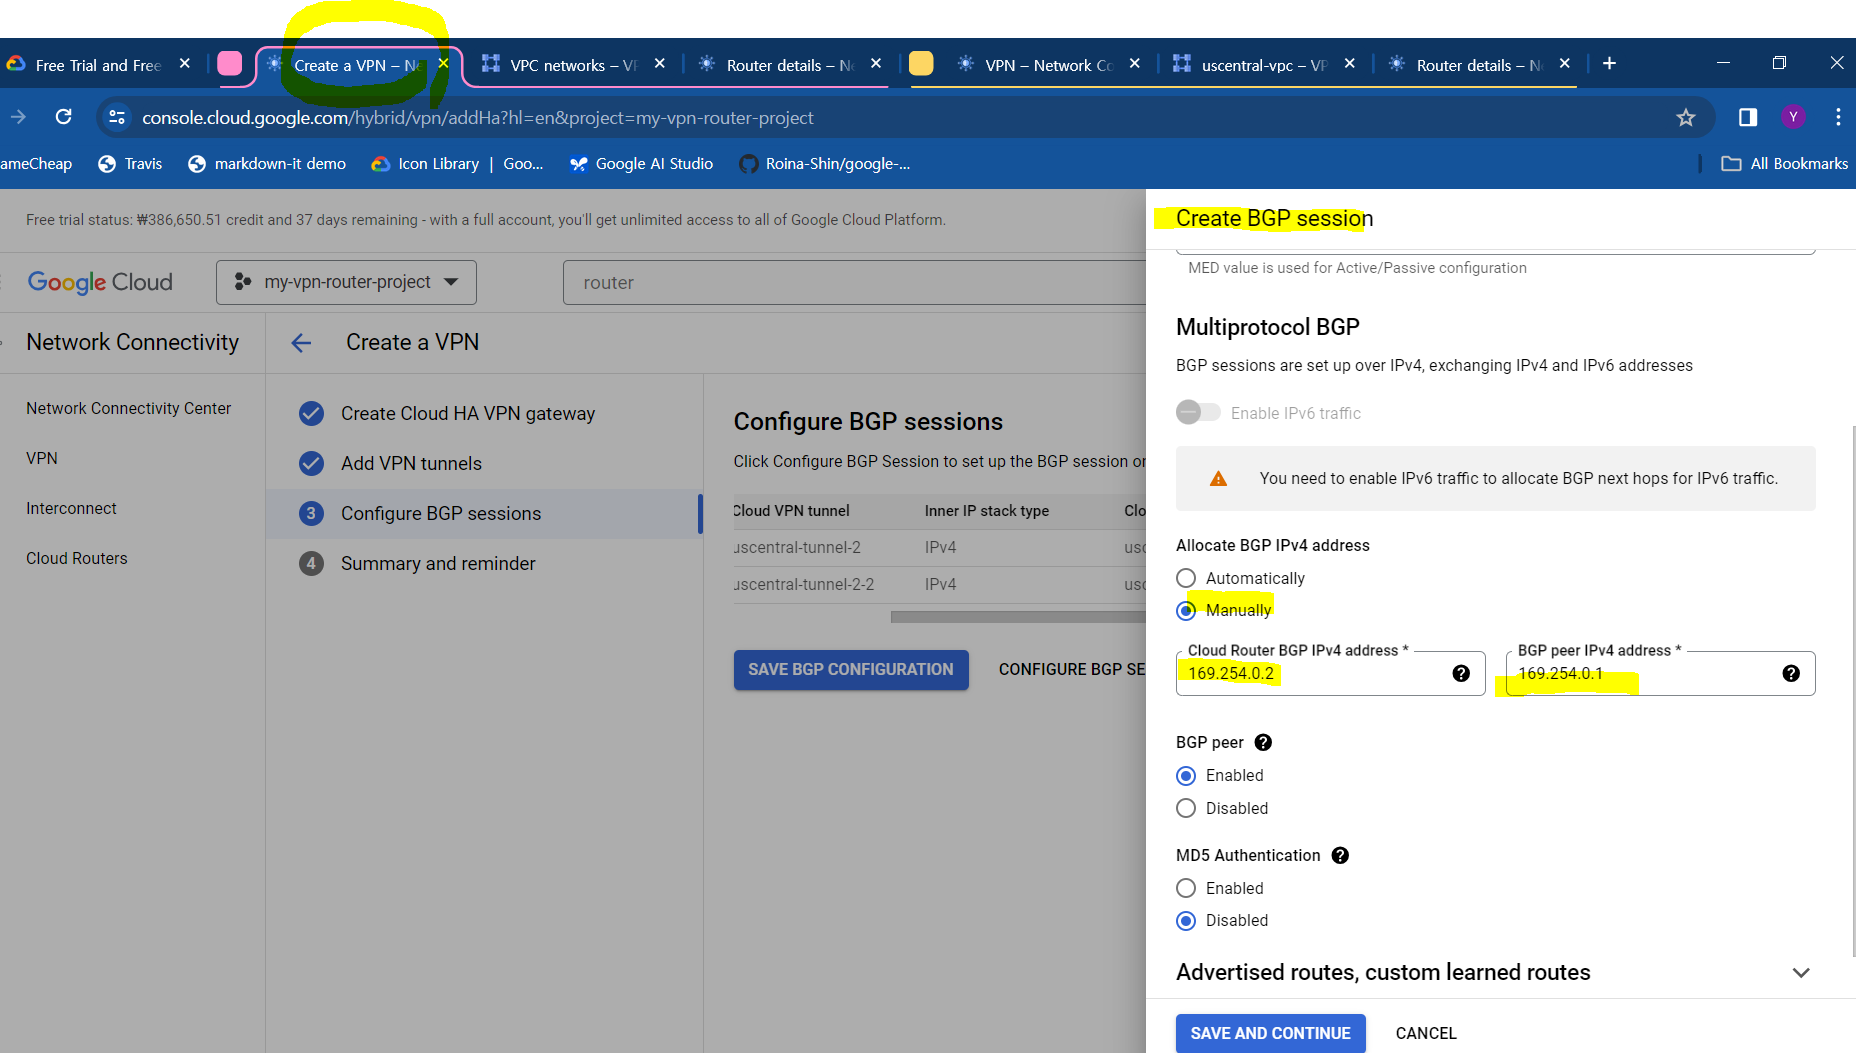 Free Trial and Free
Create a VPN – Ne
VPC networks – VP
Router details – Ne
VPN – Network Co
uscentral-vpc – VP
Router details – N
console.cloud.google.com/hybrid/vpn/addHa?hl=en&project=my-vpn-router-project
Y
ameCheap
Travis
markdown-it demo
Icon Library | Goo...
Google AI Studio
Roina-Shin/google-...
All Bookmarks
Free trial status: ₩386,650.51 credit and 37 days remaining - with a full account, you'll get unlimited access to all of Google Cloud Platform.
Google Cloud
my-vpn-router-project
router
Network Connectivity
Network Connectivity Center
VPN
Interconnect
Cloud Routers
Create a VPN
Create Cloud HA VPN gateway
Add VPN tunnels
3 Configure BGP sessions
4 Summary and reminder
Configure BGP sessions
Click Configure BGP Session to set up the BGP session on
Cloud VPN tunnel Inner IP stack type Clo
uscentral-tunnel-2 IPv4 usc
uscentral-tunnel-2-2 IPv4 usc
SAVE BGP CONFIGURATION
CONFIGURE BGP SE
Create BGP session
MED value is used for Active/Passive configuration
Multiprotocol BGP
BGP sessions are set up over IPv4, exchanging IPv4 and IPv6 addresses
Enable IPv6 traffic
You need to enable IPv6 traffic to allocate BGP next hops for IPv6 traffic.
Allocate BGP IPv4 address
Automatically
Manually
Cloud Router BGP IPv4 address *
169.254.0.2
BGP peer IPv4 address *
169.254.0.1
BGP peer
Enabled
Disabled
MD5 Authentication
Enabled
Disabled
Advertised routes, custom learned routes
SAVE AND CONTINUE
CANCEL